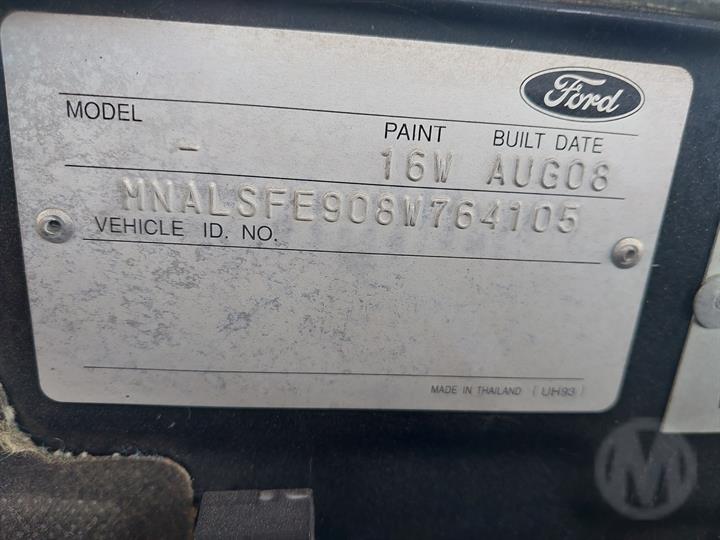 Ford
MODEL PAINT BUILT DATE
- 16W AUG08
MNALSFE908W764105
VEHICLE ID. NO.
MADE IN THAILAND ( UH93 )
M